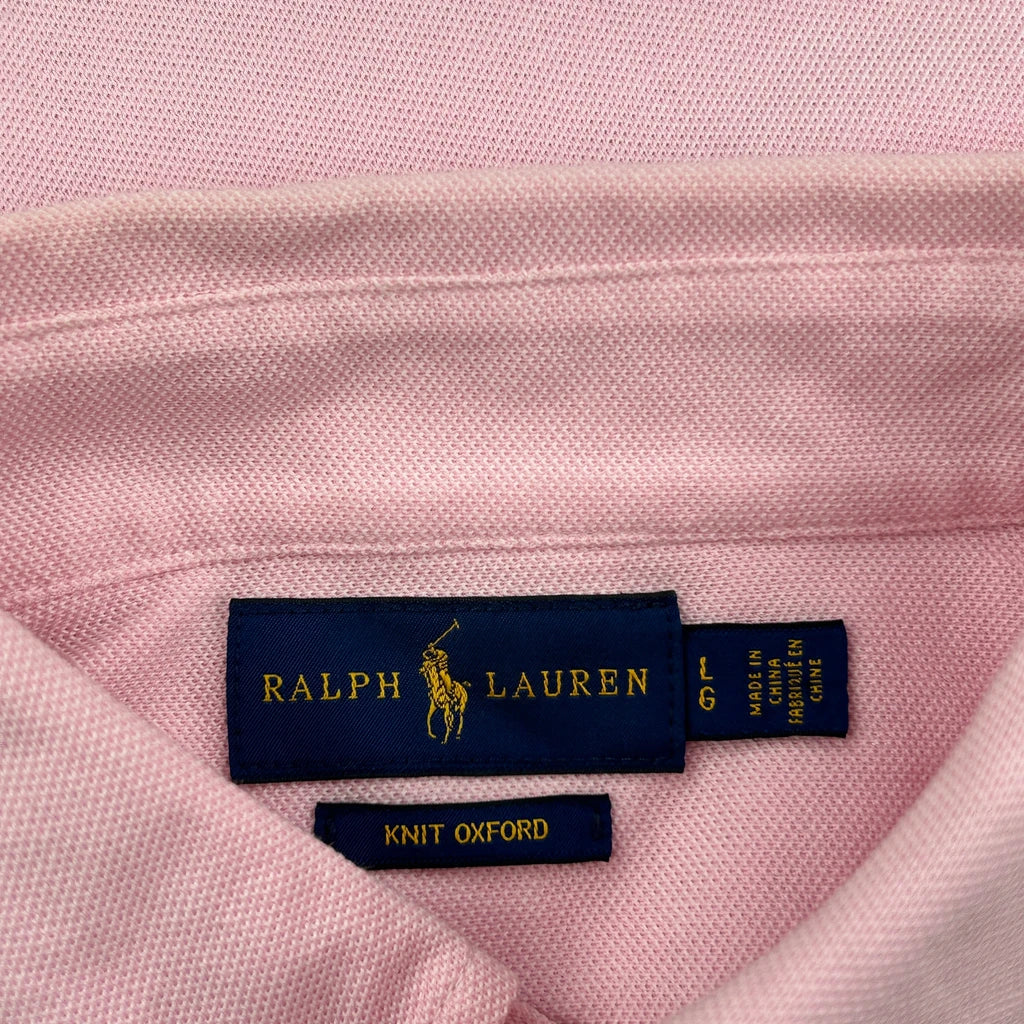 RALPH LAUREN
L
G
MADE IN
CHINA
FABRIQUÉ EN
CHINE
KNIT OXFORD